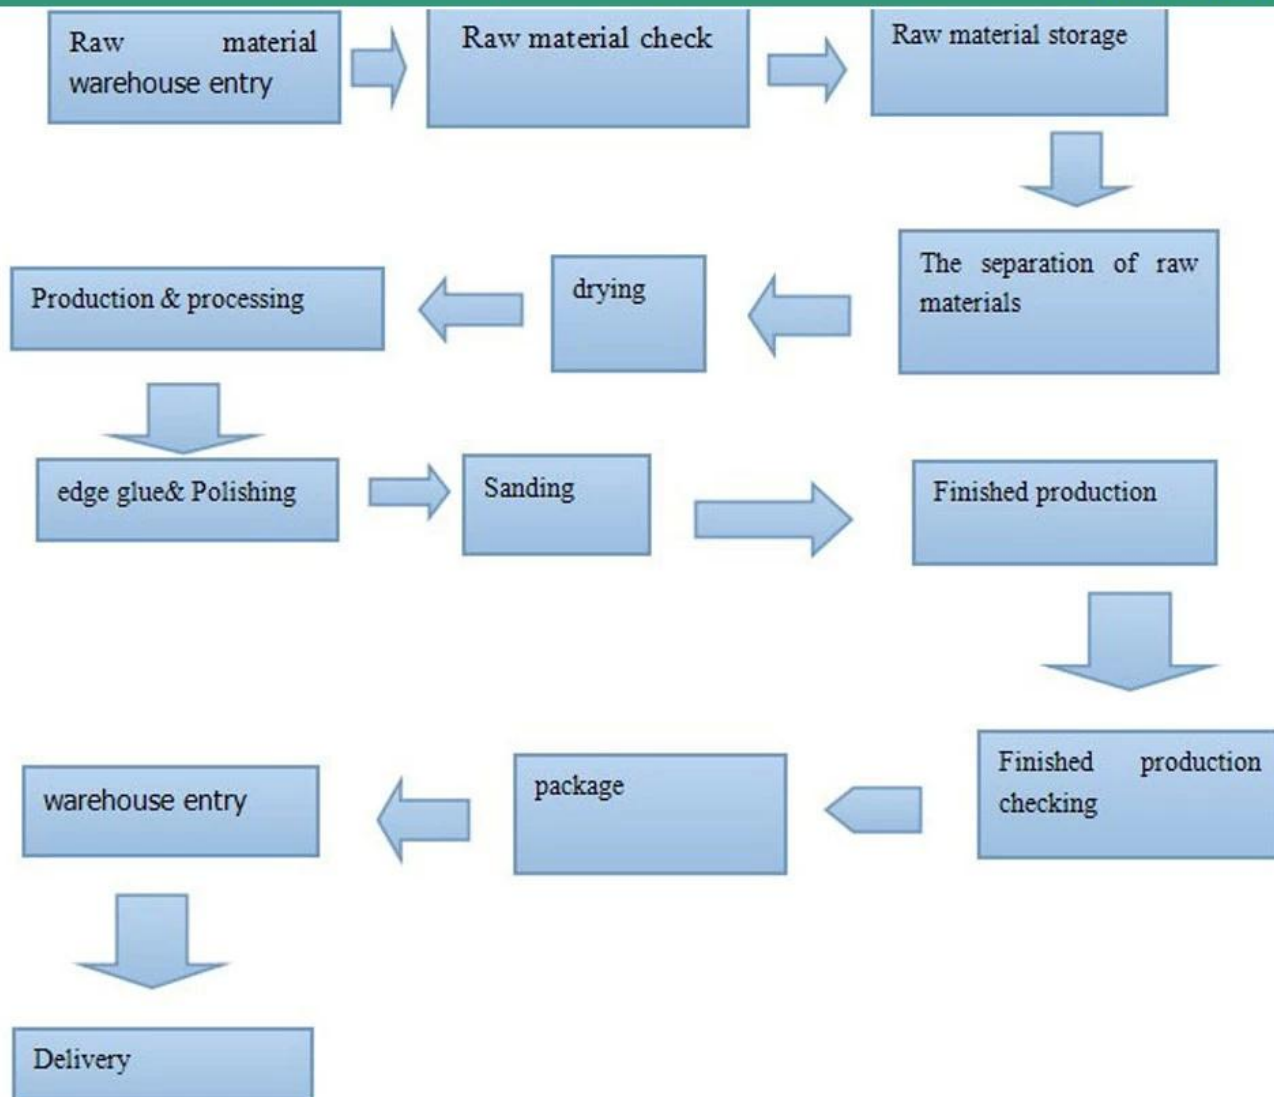 Raw material
warehouse entry
Raw material check
Raw material storage
The separation of raw
materials
drying
Production & processing
edge glue& Polishing
Sanding
Finished production
Finished production
checking
package
warehouse entry
Delivery